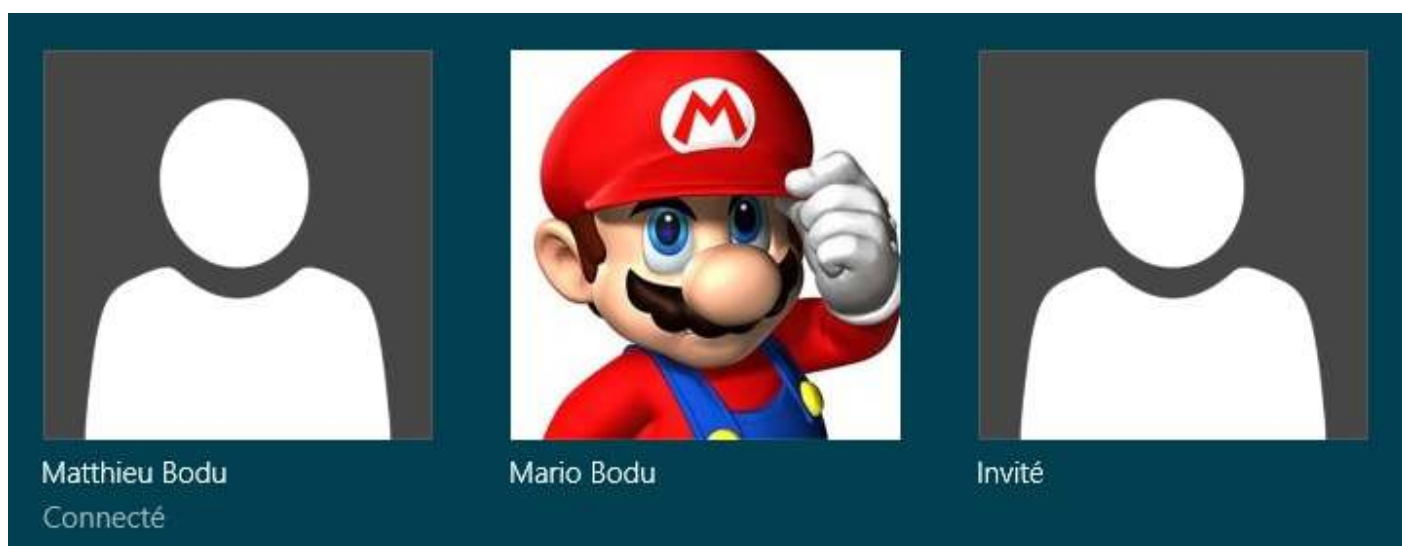 M
Matthieu Bodu
Connecté
Mario Bodu
Invité